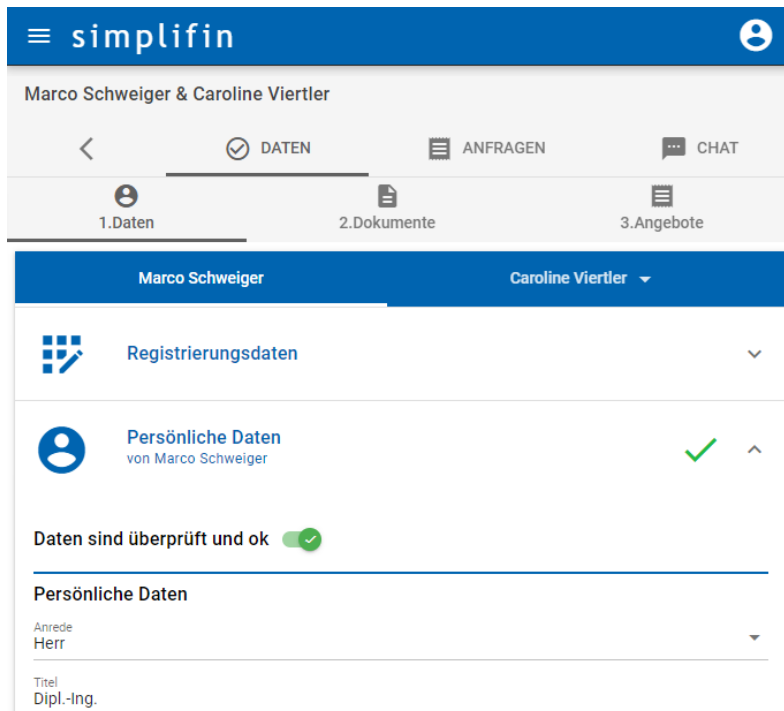 simplifin
Marco Schweiger & Caroline Viertler
DATEN ANFRAGEN CHAT
1.Daten 2.Dokumente 3.Angebote
Marco Schweiger Caroline Viertler
Registrierungsdaten
Persönliche Daten
von Marco Schweiger
Daten sind überprüft und ok
Persönliche Daten
Anrede
Herr
Titel
Dipl.-Ing.